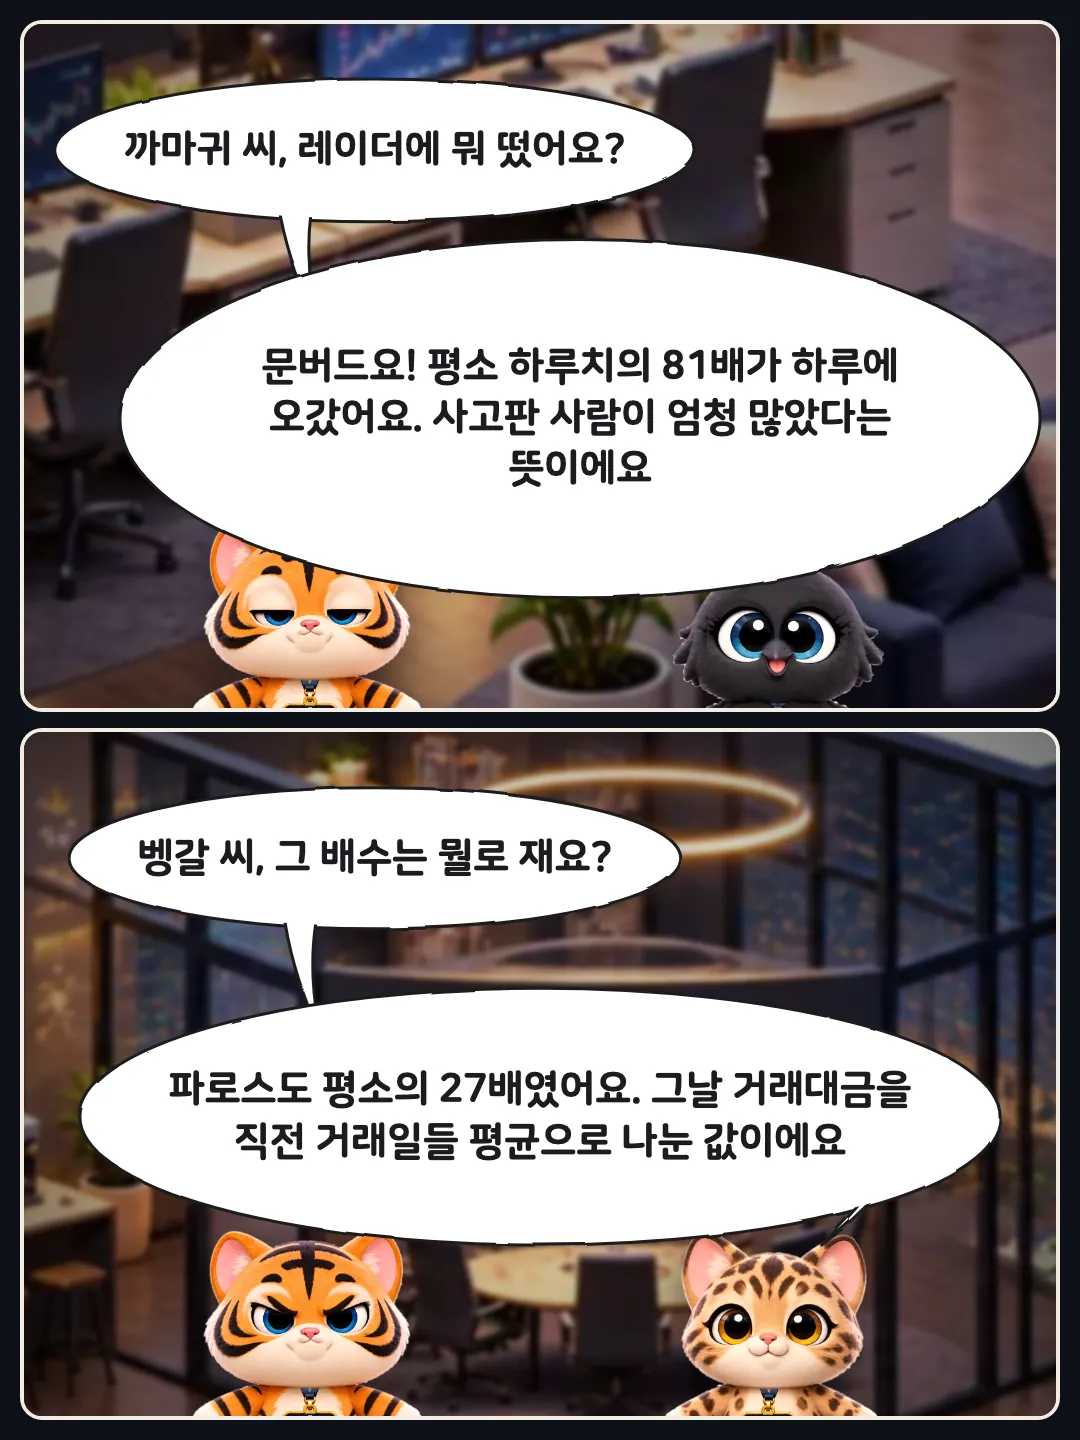 까마귀 씨, 레이더에 뭐 떴어요?
문버드요! 평소 하루치의 81배가 하루에
오갔어요. 사고판 사람이 엄청 많았다는
뜻이에요
벵갈 씨, 그 배수는 뭘로 재요?
파로스도 평소의 27배였어요. 그날 거래대금을
직전 거래일들 평균으로 나눈 값이에요